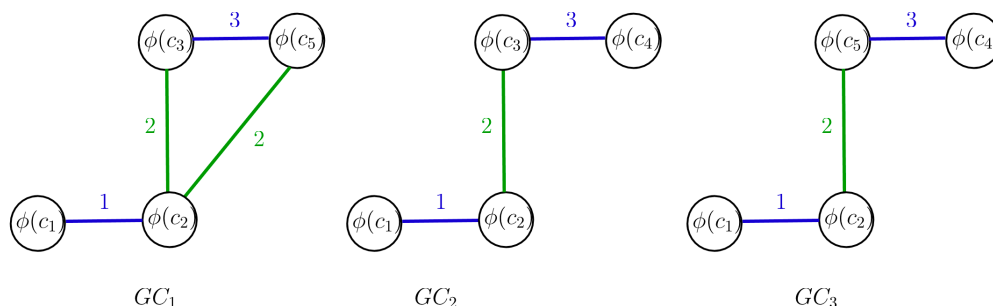 3 3 3
ϕ(c₃) ϕ(c₅) ϕ(c₃) ϕ(c₄) ϕ(c₅) ϕ(c₄
2 2 2 2
1 1 1
ϕ(c₁) ϕ(c₂) ϕ(c₁) ϕ(c₂) ϕ(c₁) ϕ(c₂)
GC₁ GC₂ GC₃